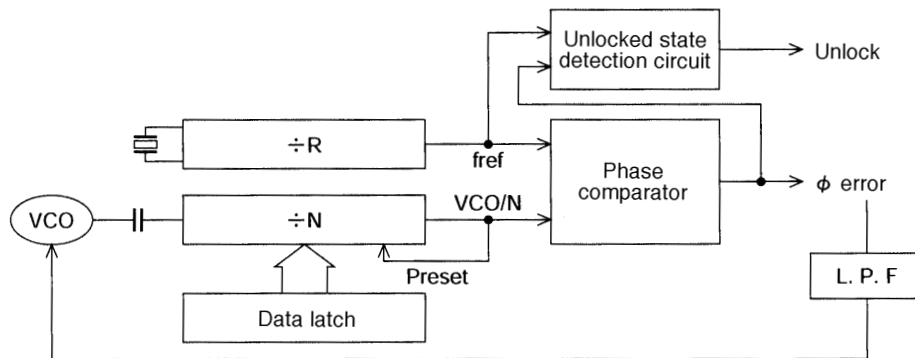 Unlocked state
detection circuit
Unlock
÷R
fref
Phase
comparator
ϕ error
VCO
÷N
VCO/N
Preset
L. P. F
Data latch